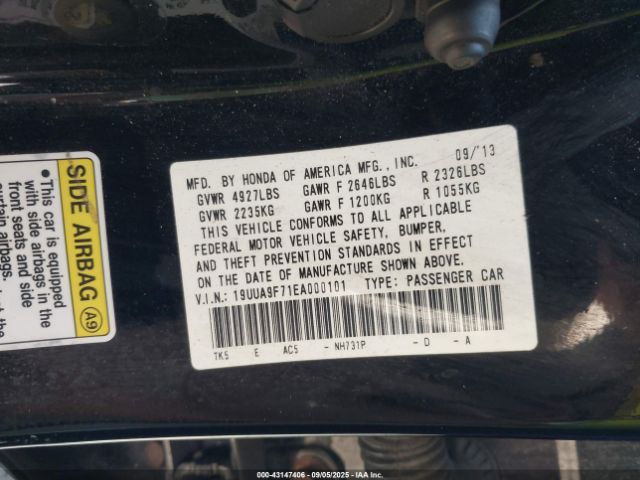 SIDE AIRBAG A9
•This car is equipped
with side airbags in the
front seats and side
curtain airbags.
MFD. BY HONDA OF AMERICA MFG., INC. 09/'13
GVWR 4927LBS GAWR F 2646LBS R 2326LBS
GVWR 2235KG GAWR F 1200KG R 1055KG
THIS VEHICLE CONFORMS TO ALL APPLICABLE
FEDERAL MOTOR VEHICLE SAFETY, BUMPER,
AND THEFT PREVENTION STANDARDS IN EFFECT
ON THE DATE OF MANUFACTURE SHOWN ABOVE.
V.I.N.: 19UUA9F71EA000101 TYPE: PASSENGER CAR
TK5 E AC5 -NH731P -D -A
000-43147406 - 09/05/2025 - IAA Inc.